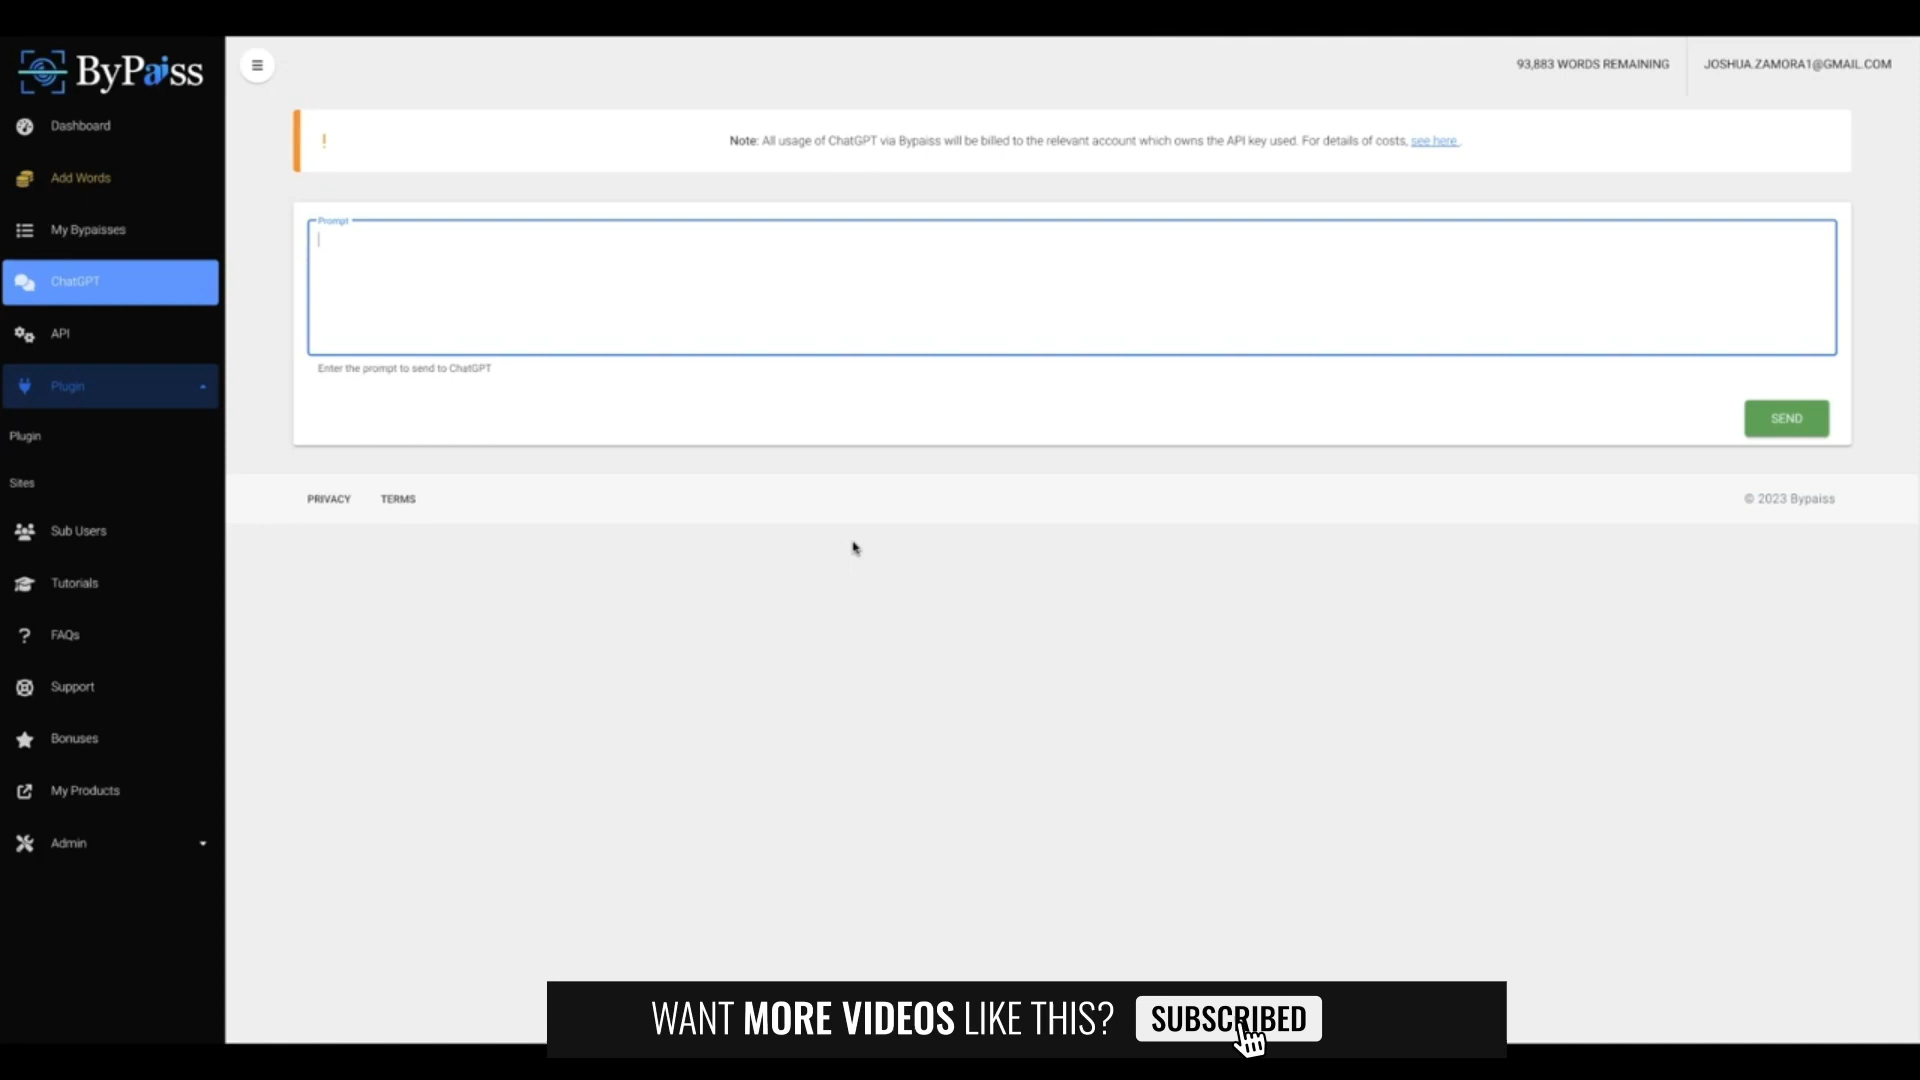 ByPaiss
Dashboard
Add Words
My Bypaisses
ChatGPT
API
Plugin
Plugin
Sites
Sub Users
Tutorials
FAQs
Support
Bonuses
My Products
Admin
93,883 WORDS REMAINING
JOSHUA.ZAMORA1@GMAIL.COM
! Note: All usage of ChatGPT via Bypaiss will be billed to the relevant account which owns the API key used. For details of costs, see here.
Prompt
Enter the prompt to send to ChatGPT
SEND
PRIVACY TERMS
© 2023 Bypaiss
WANT MORE VIDEOS LIKE THIS? SUBSCRIBED